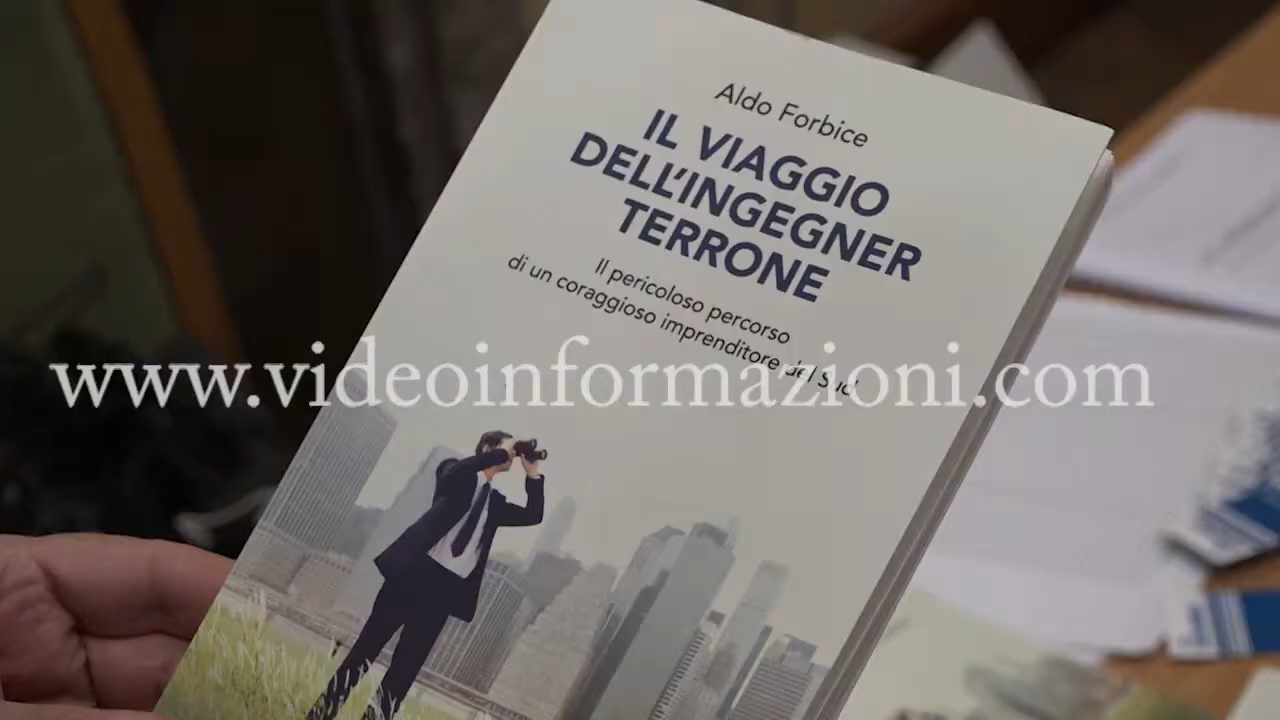 Aldo Forbice
IL VIAGGIO
DELL'INGEGNER
TERRONE
Il pericoloso percorso
di un coraggioso imprenditore del Sud
www.videoinformazioni.com